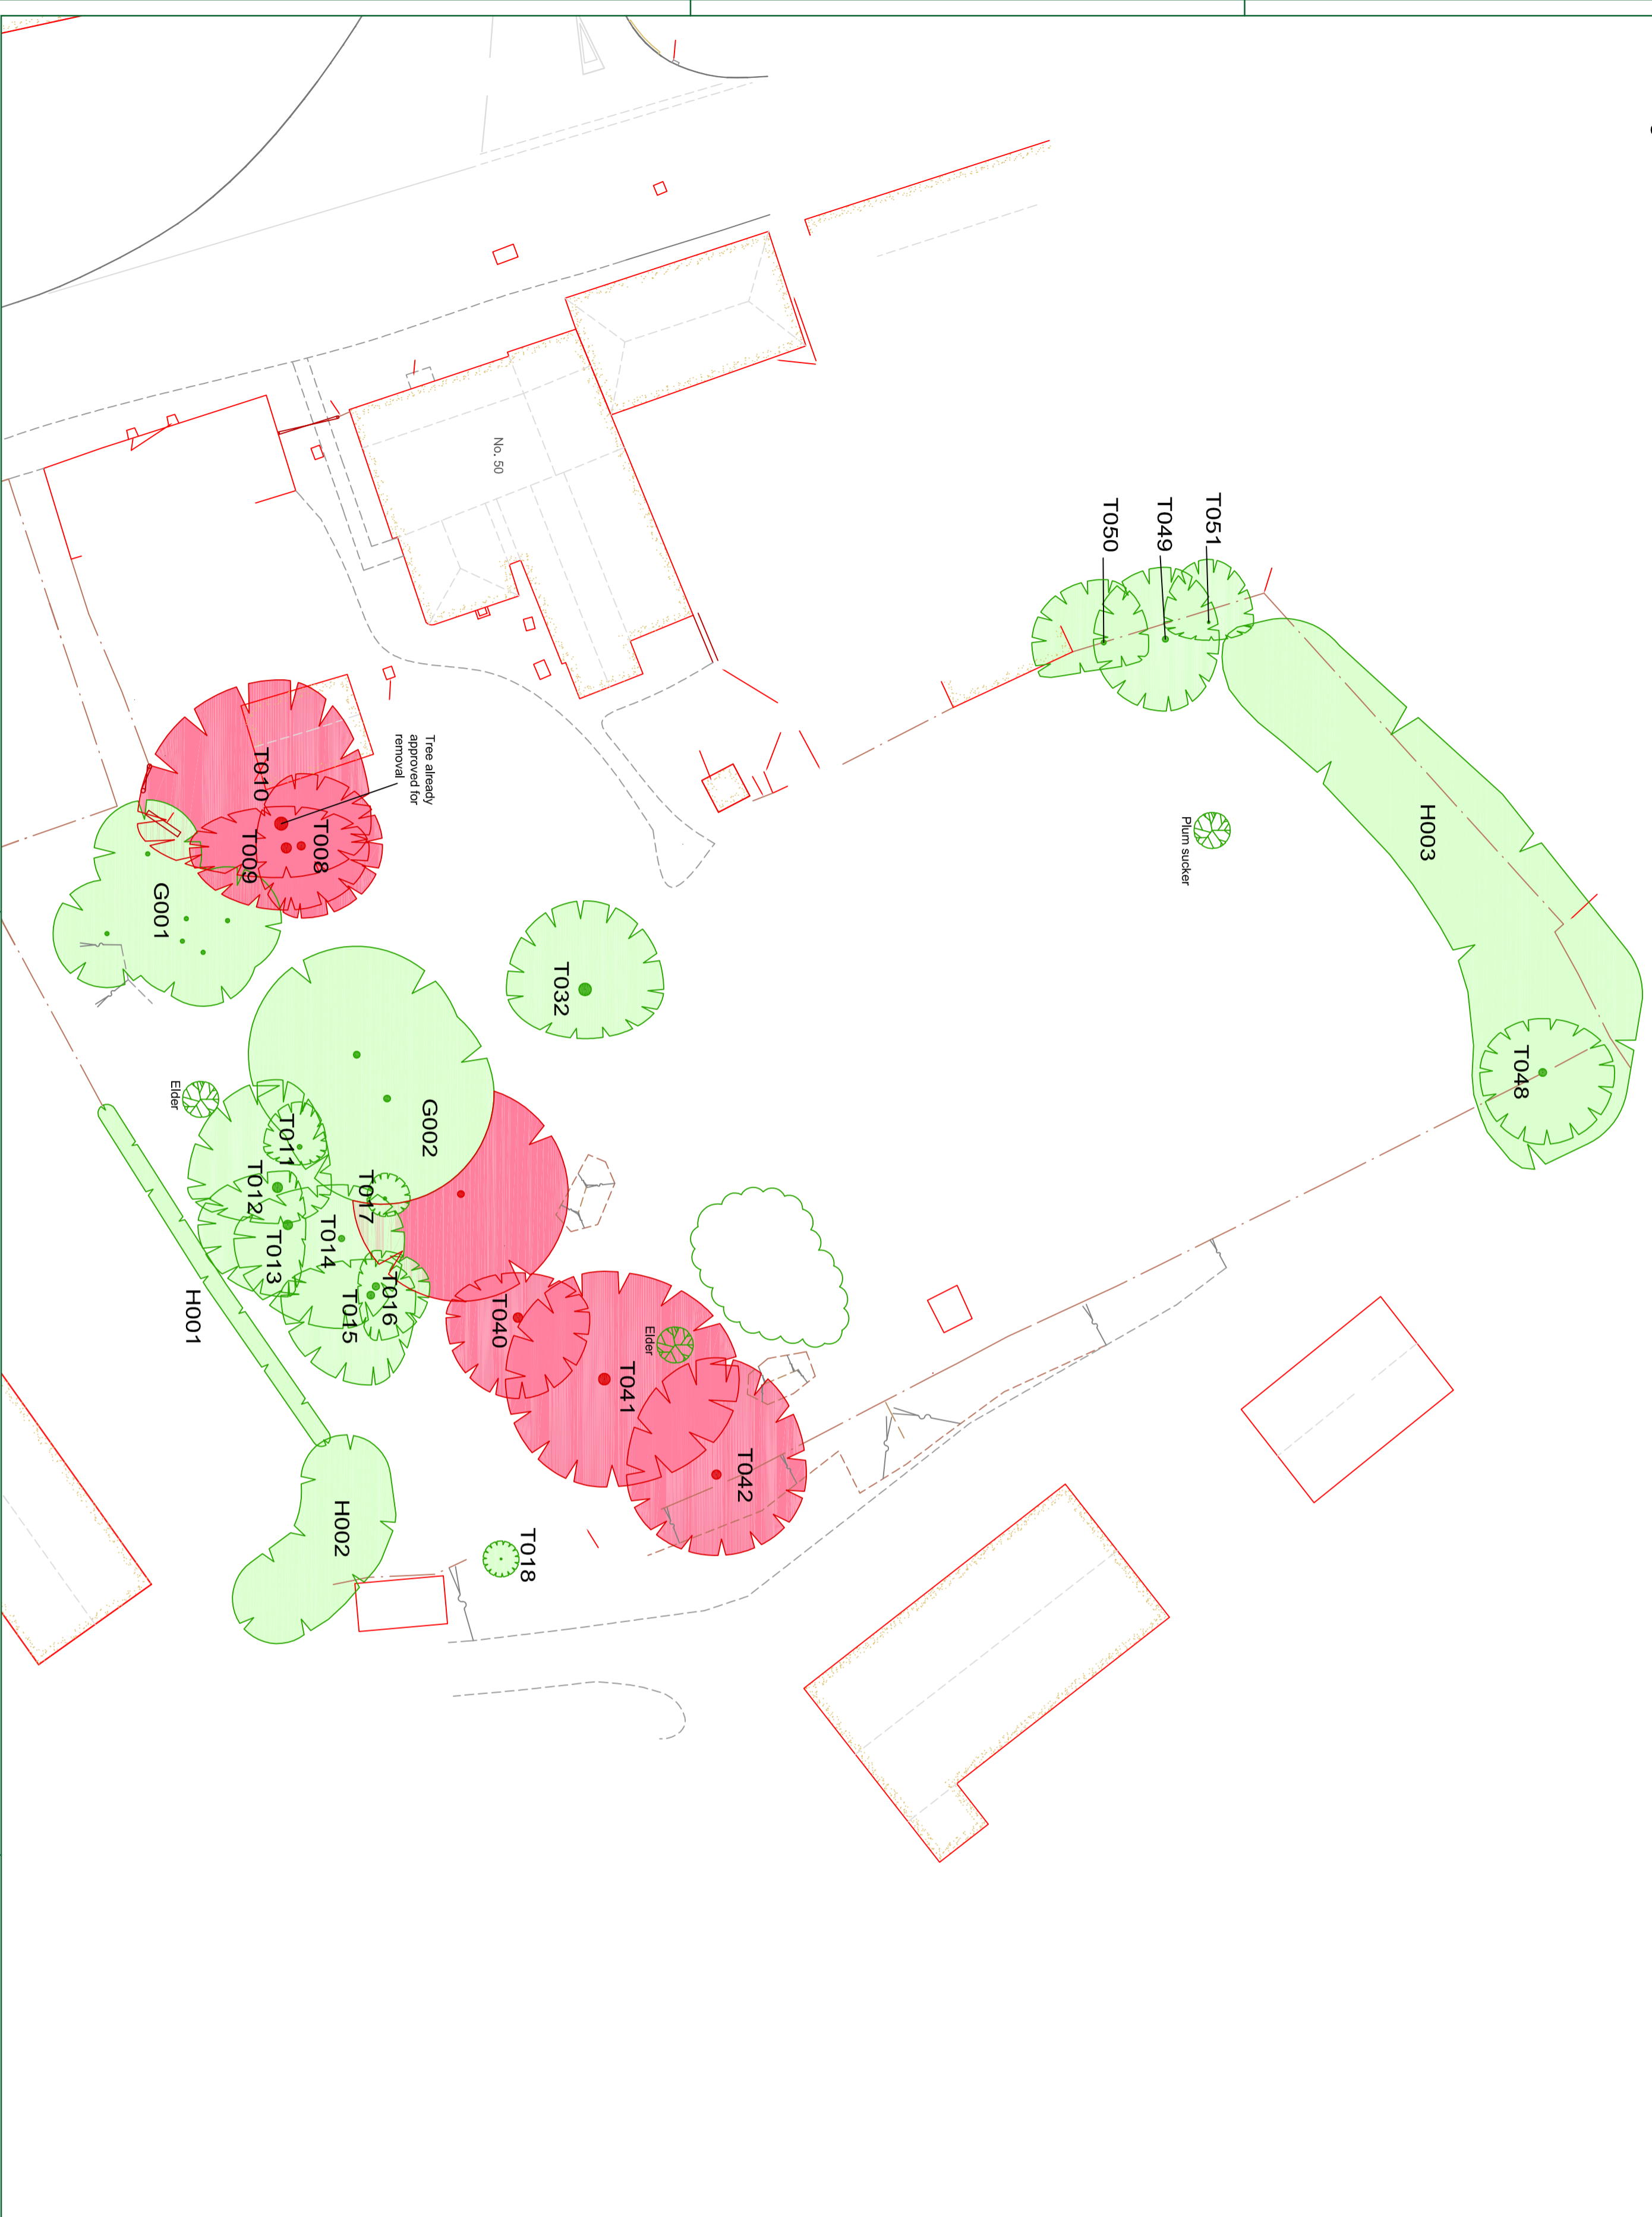 No. 50
T051
T049
T050
H003
Plum sucker
T048
Tree already
approved for
removal
T010
T008
T009
G001
T032
G002
Elder
T011
T012
T017
T014
T013
T016
T015
H001
T040
Elder
T041
T042
H002
T018